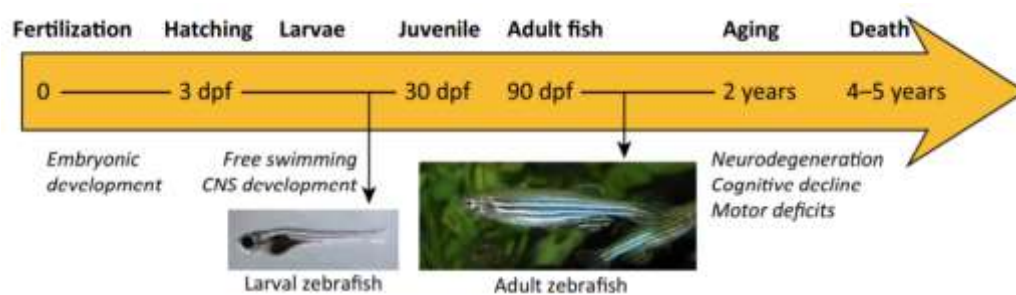 Fertilization Hatching Larvae Juvenile Adult fish Aging Death
0 3 dpf 30 dpf 90 dpf 2 years 4–5 years
Embryonic
development
Free swimming
CNS development
Neurodegeneration
Cognitive decline
Motor deficits
Larval zebrafish
Adult zebrafish